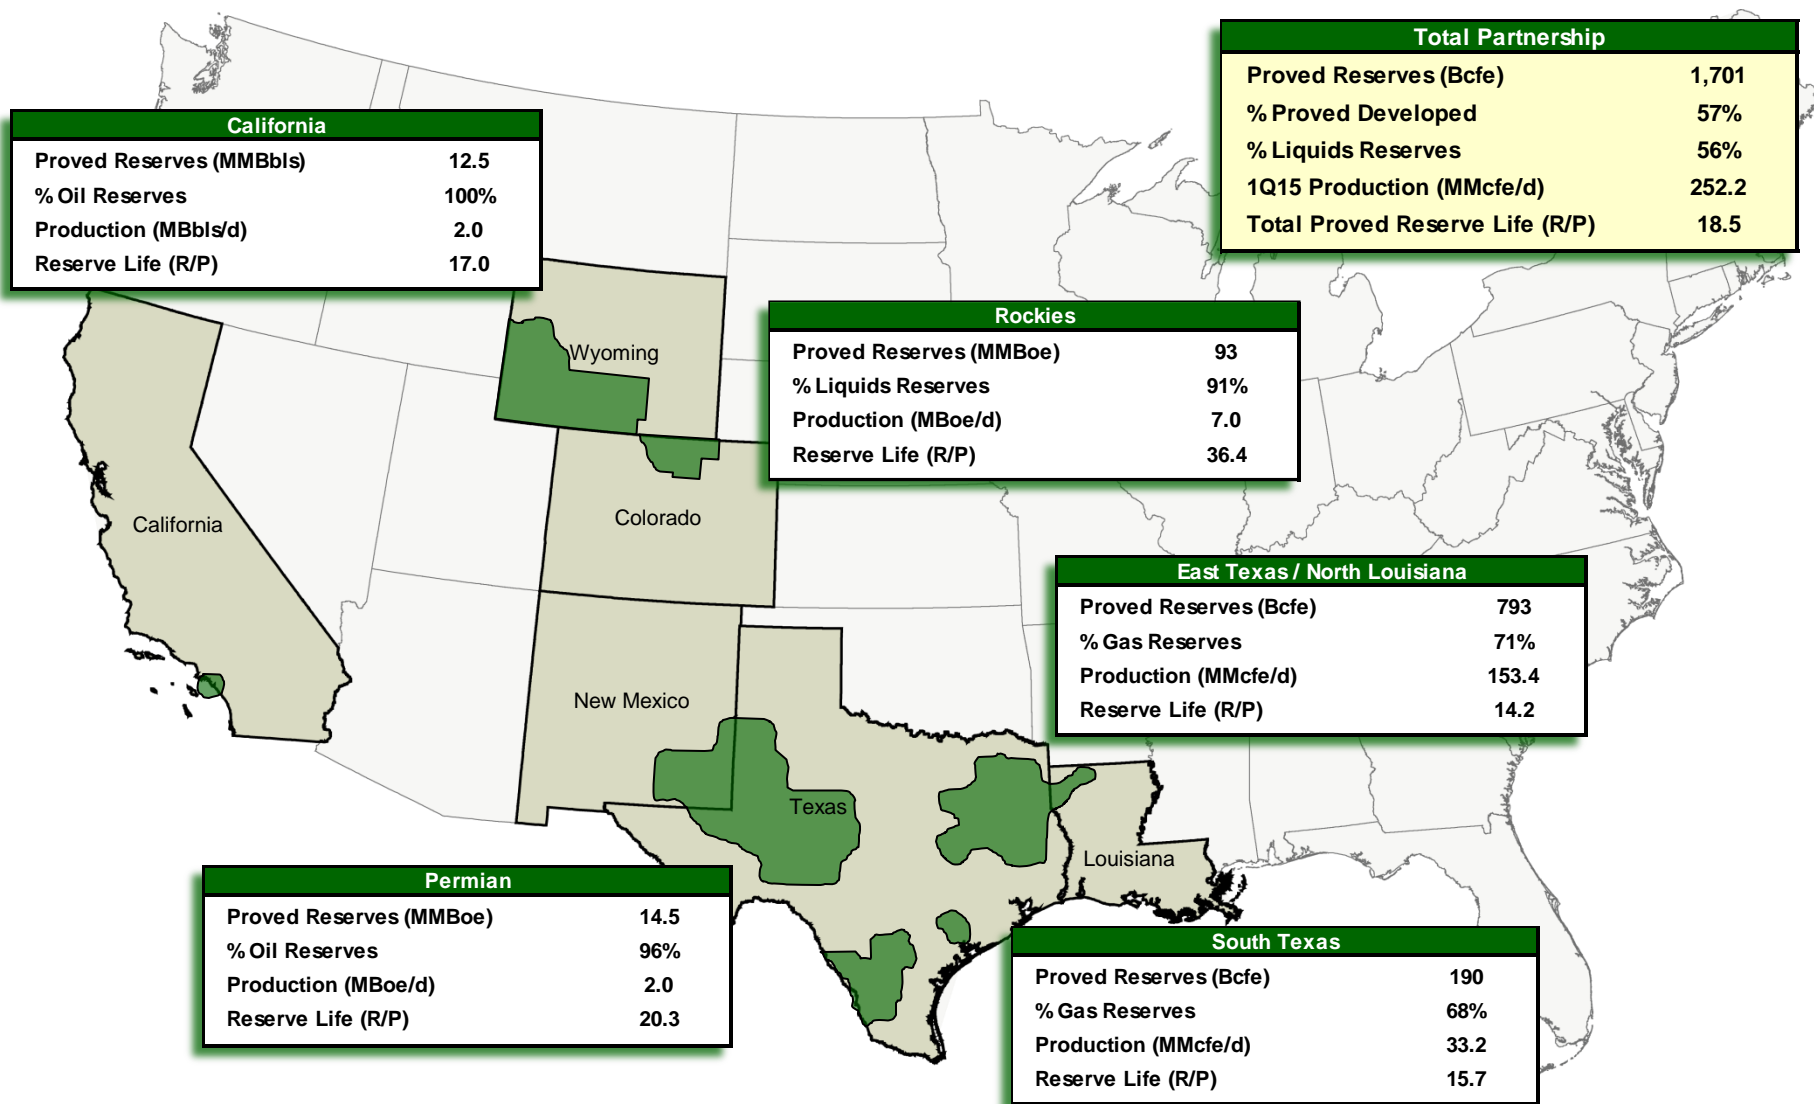 Total Partnership
Proved Reserves (Bcfe) 1,701
% Proved Developed 57%
% Liquids Reserves 56%
1Q15 Production (MMcfe/d) 252.2
Total Proved Reserve Life (R/P) 18.5
California
Proved Reserves (MMBbls) 12.5
% Oil Reserves 100%
Production (MBbls/d) 2.0
Reserve Life (R/P) 17.0
Rockies
Proved Reserves (MMBoe) 93
% Liquids Reserves 91%
Production (MBoe/d) 7.0
Reserve Life (R/P) 36.4
Wyoming
California
Colorado
East Texas / North Louisiana
Proved Reserves (Bcfe) 793
% Gas Reserves 71%
Production (MMcfe/d) 153.4
Reserve Life (R/P) 14.2
New Mexico
Texas
Louisiana
Permian
Proved Reserves (MMBoe) 14.5
% Oil Reserves 96%
Production (MBoe/d) 2.0
Reserve Life (R/P) 20.3
South Texas
Proved Reserves (Bcfe) 190
% Gas Reserves 68%
Production (MMcfe/d) 33.2
Reserve Life (R/P) 15.7